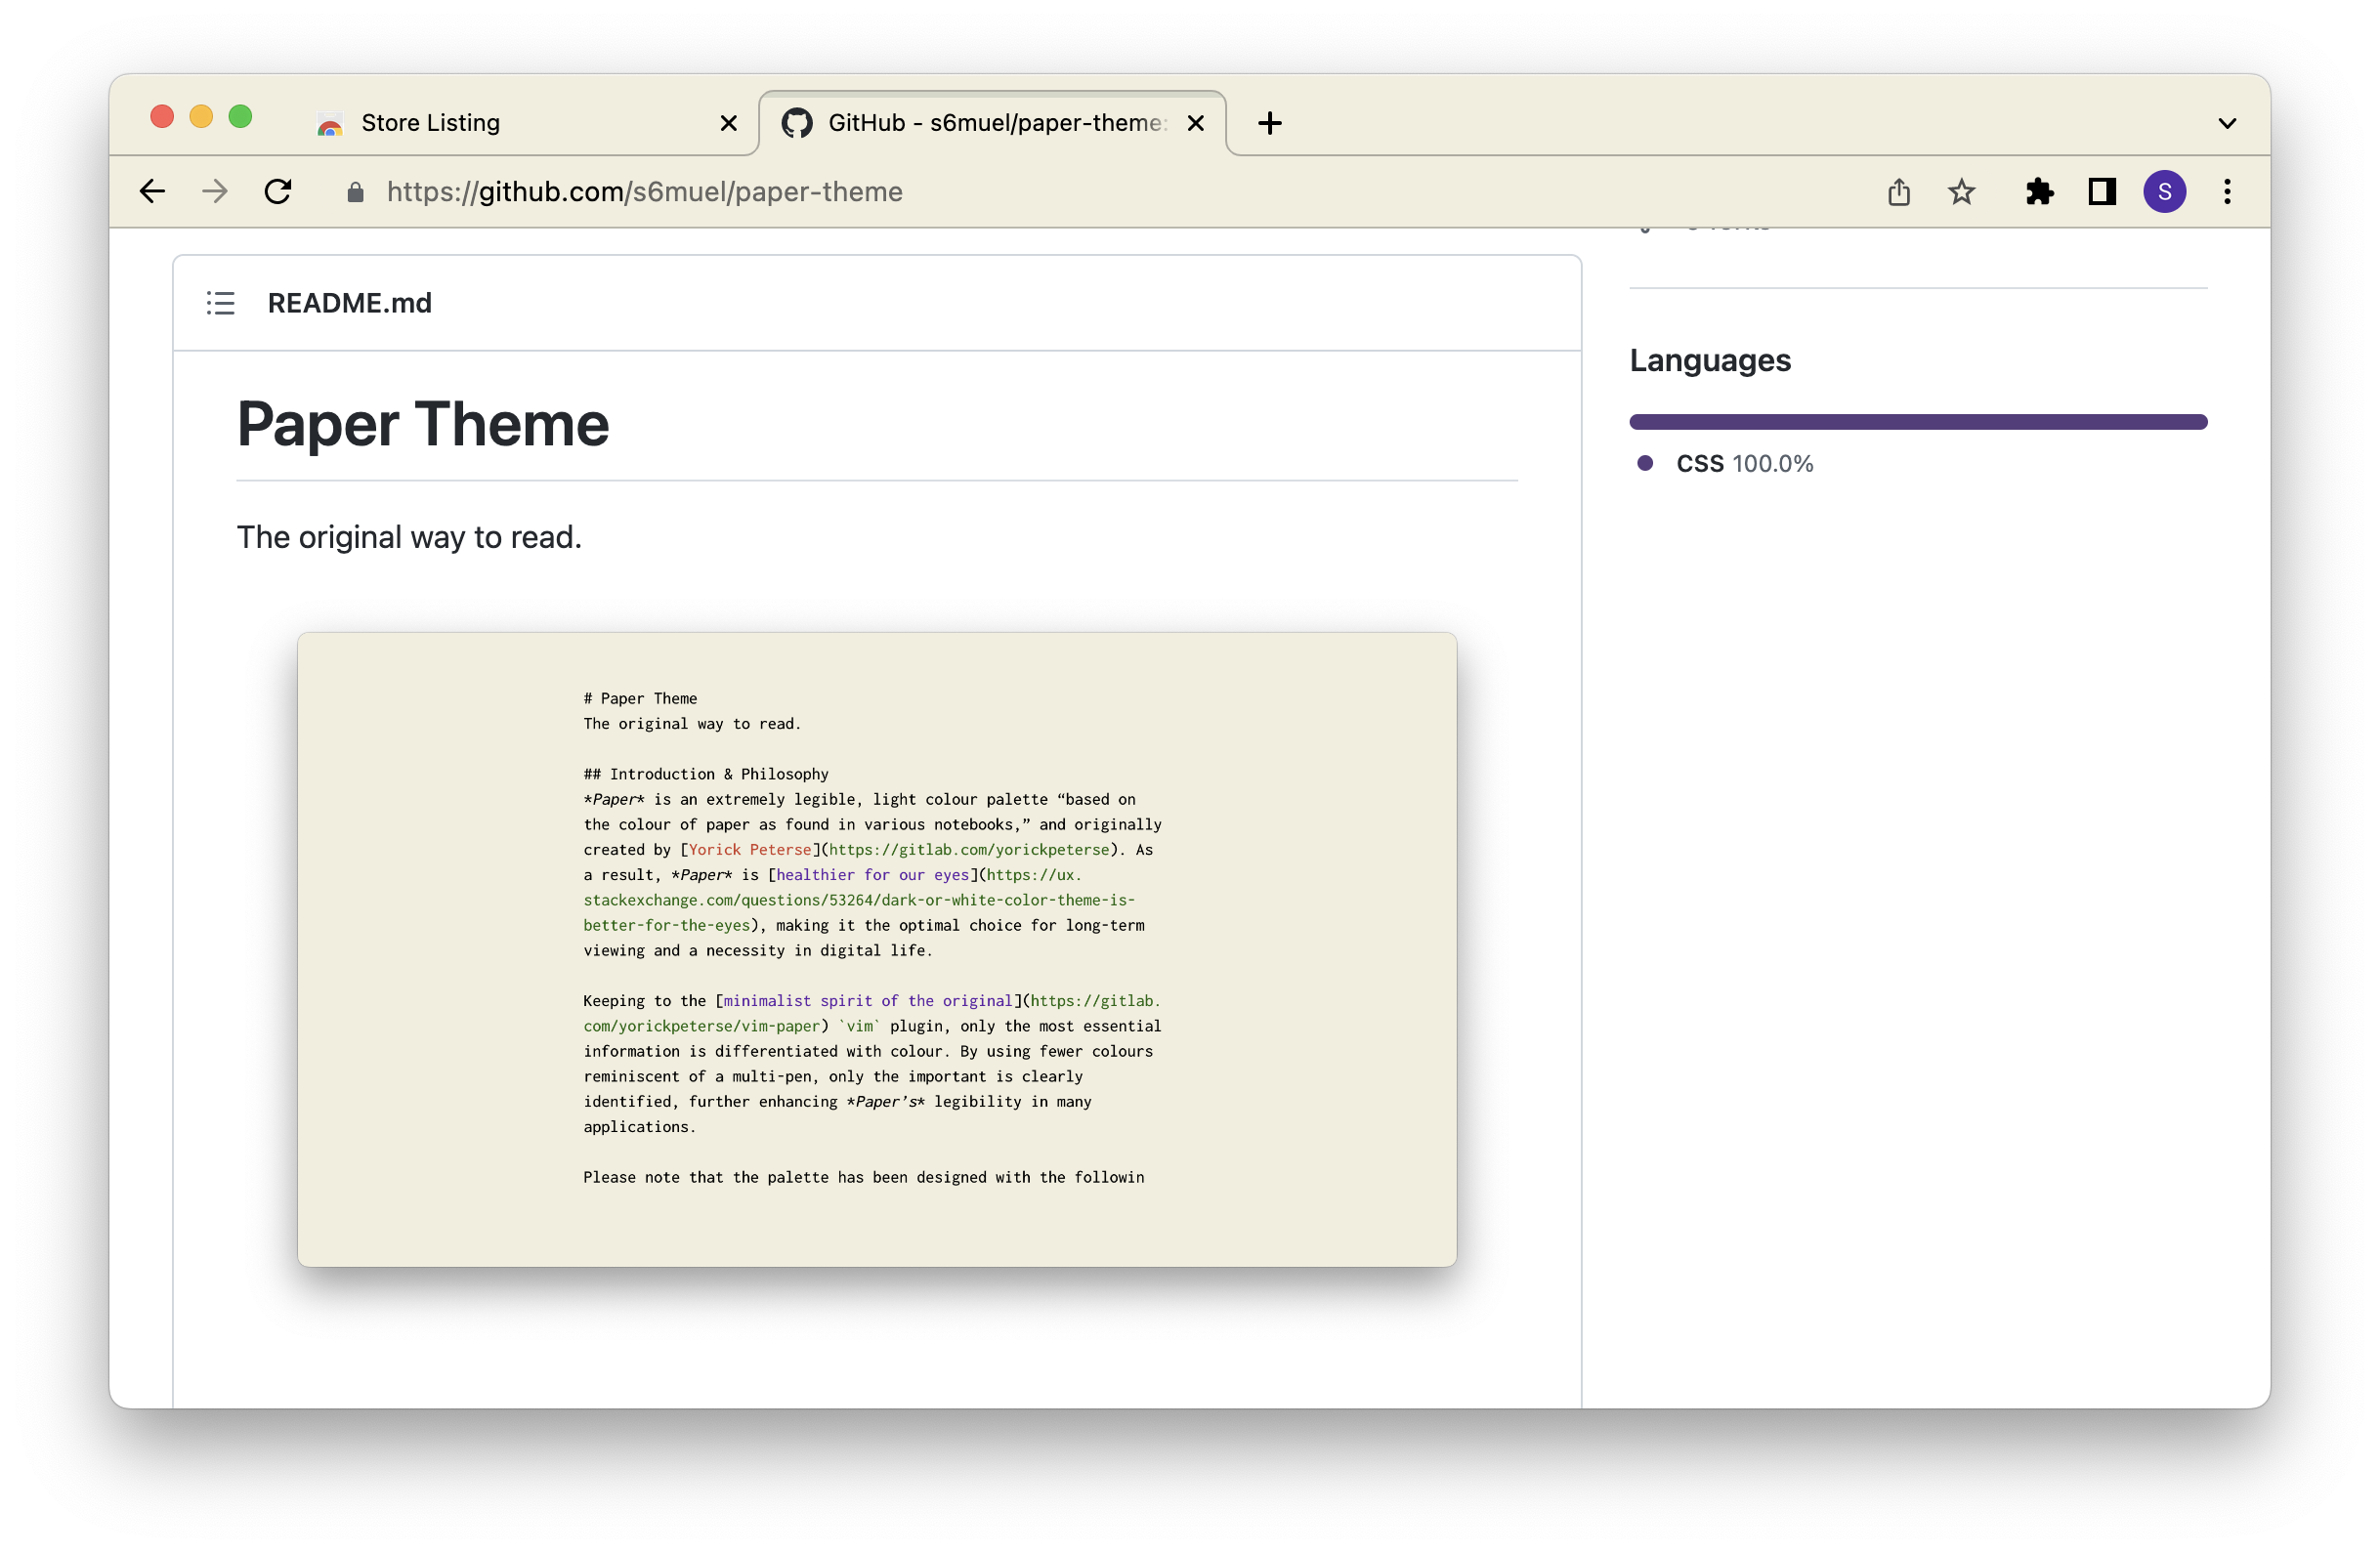 Store Listing
GitHub - s6muel/paper-theme:
https://github.com/s6muel/paper-theme
S
README.md
Paper Theme
The original way to read.
# Paper Theme
The original way to read.
## Introduction & Philosophy
*Paper* is an extremely legible, light colour palette “based on
the colour of paper as found in various notebooks,” and originally
created by [Yorick Peterse](https://gitlab.com/yorickpeterse). As
a result, *Paper* is [healthier for our eyes](https://ux.
stackexchange.com/questions/53264/dark-or-white-color-theme-is-
better-for-the-eyes), making it the optimal choice for long-term
viewing and a necessity in digital life.
Keeping to the [minimalist spirit of the original](https://gitlab.
com/yorickpeterse/vim-paper) `vim` plugin, only the most essential
information is differentiated with colour. By using fewer colours
reminiscent of a multi-pen, only the important is clearly
identified, further enhancing *Paper’s* legibility in many
applications.
Please note that the palette has been designed with the followin
Languages
CSS 100.0%